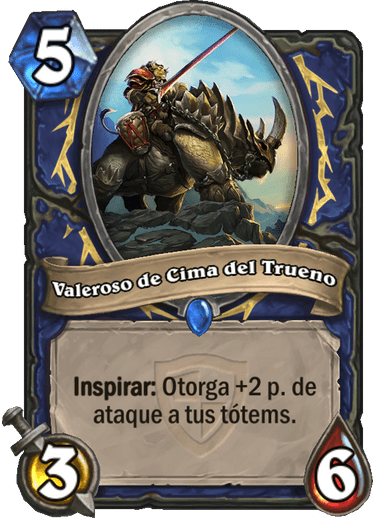 5
Valeroso de Cima del Trueno
Inspirar: Otorga +2 p. de
ataque a tus tótems.
3
6